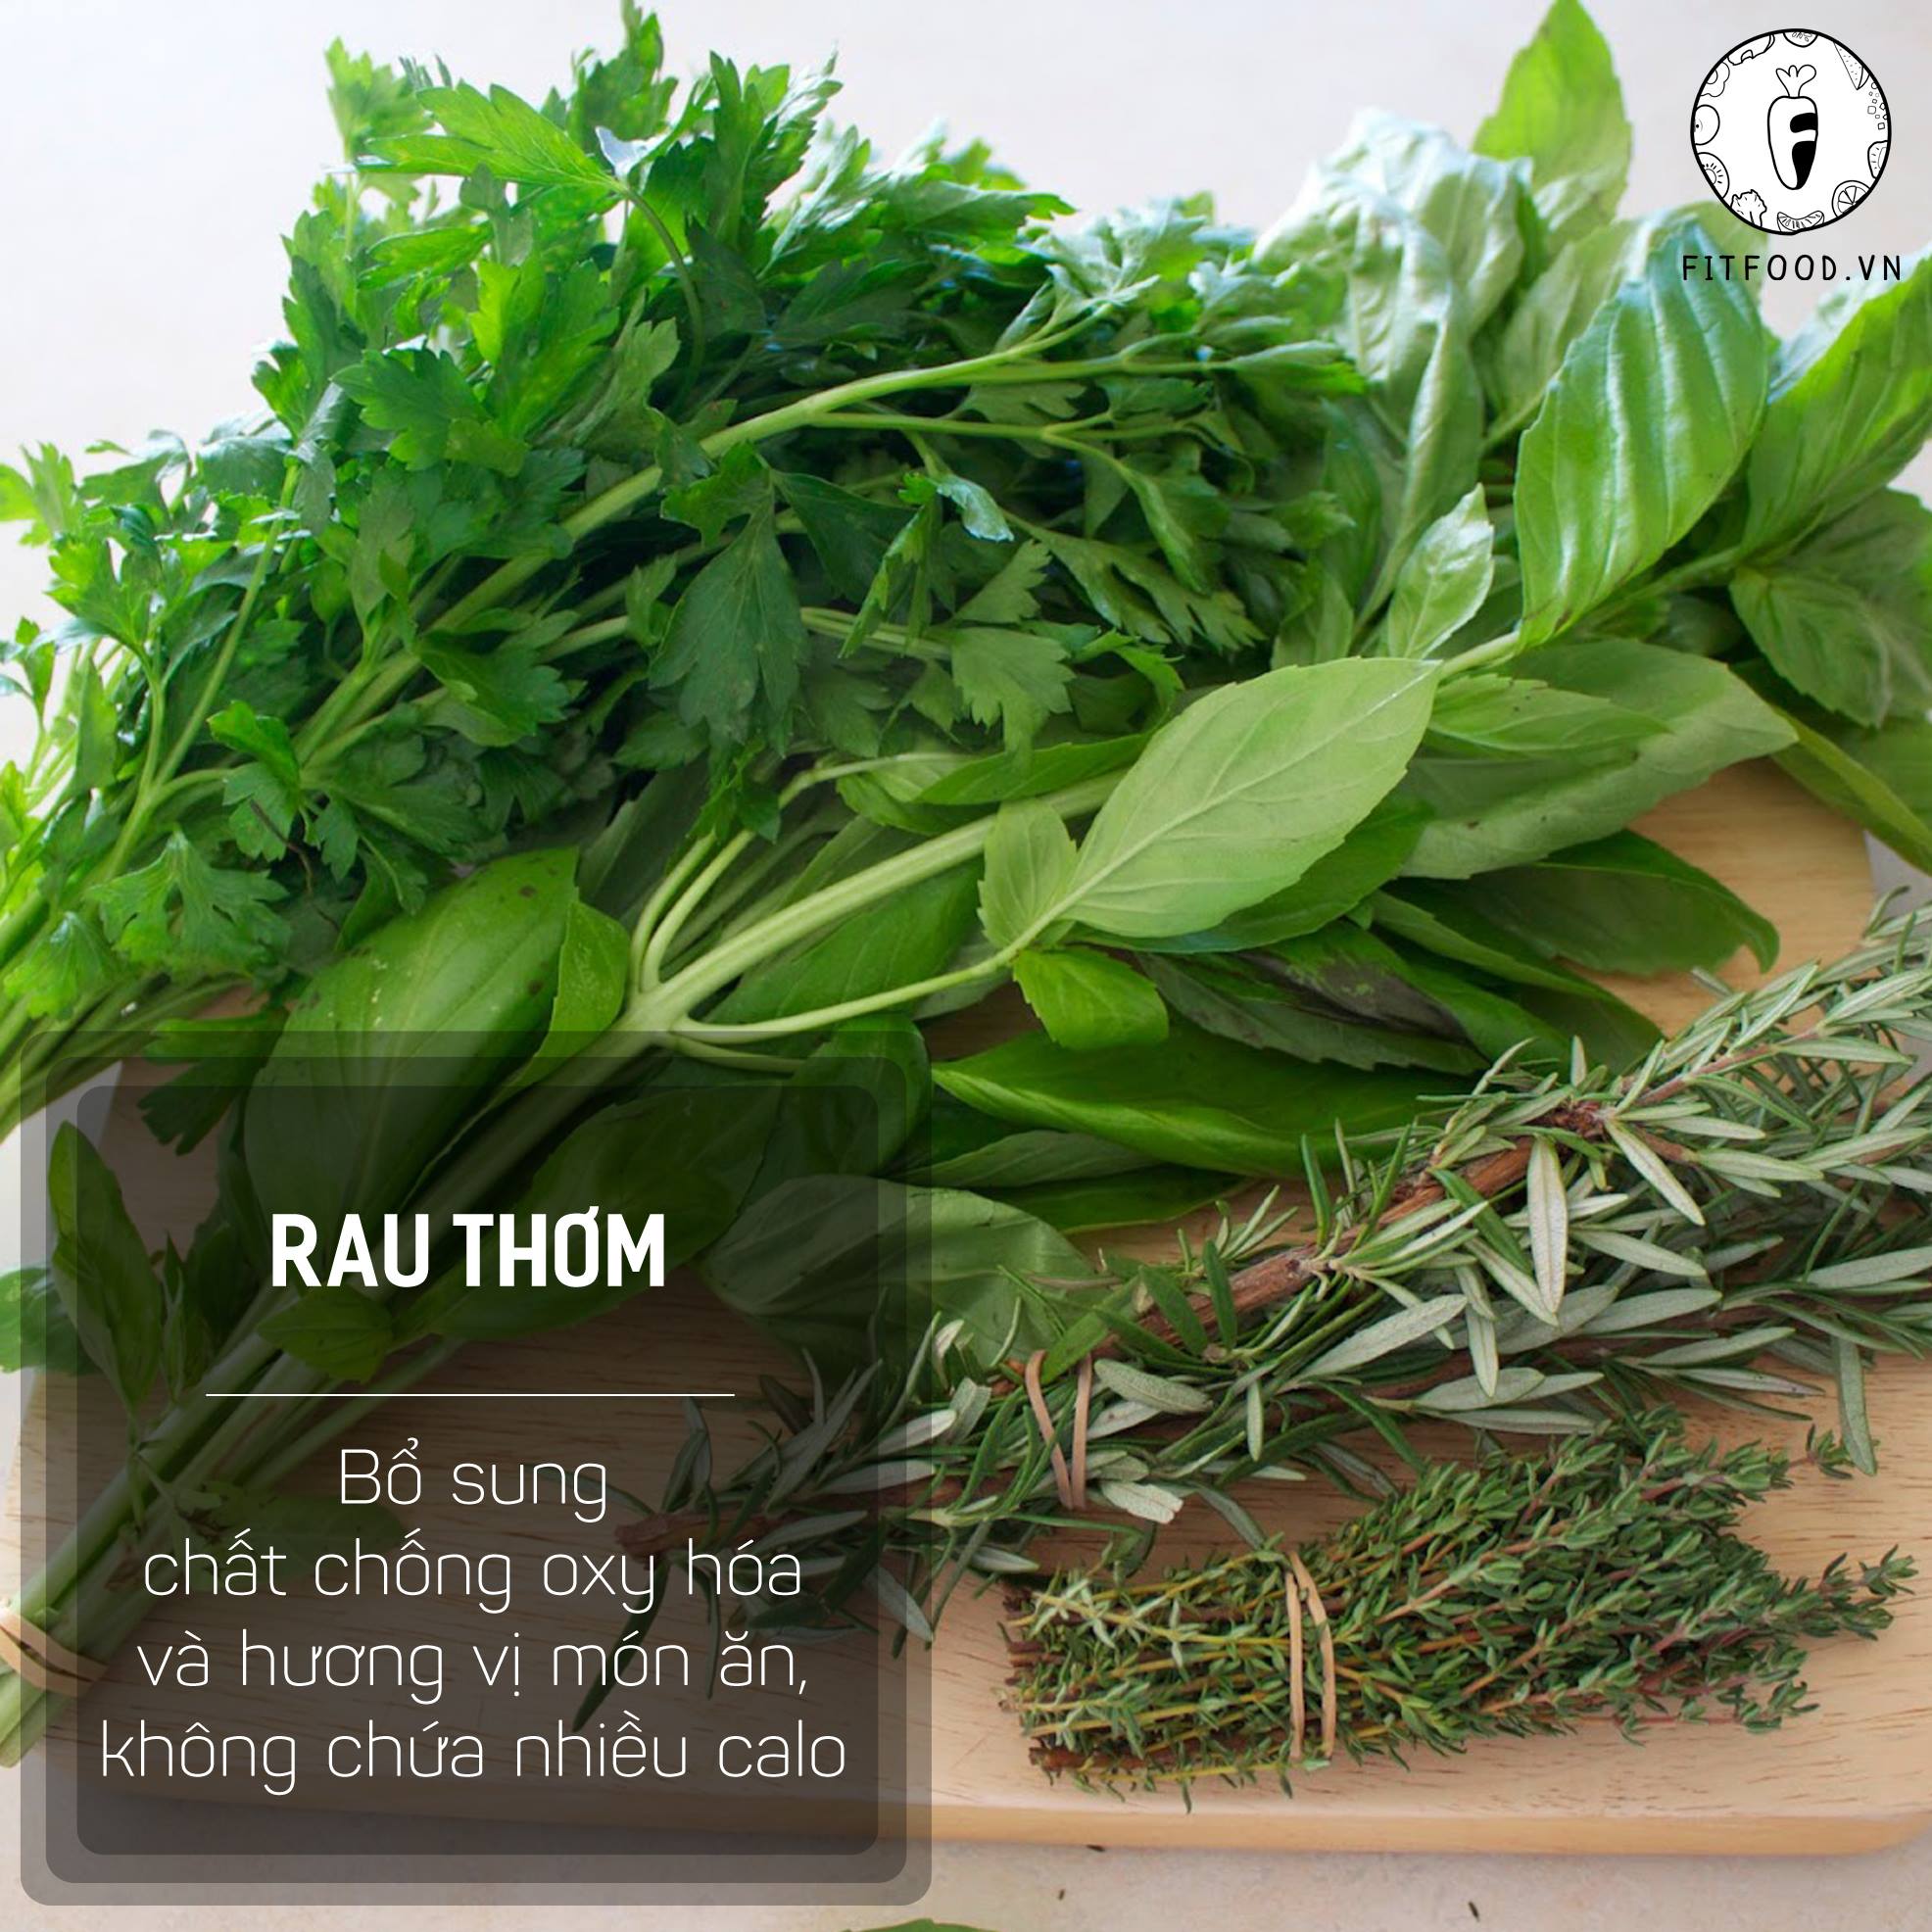 FITFOOD.VN
RAU THƠM
Bổ sung
chất chống oxy hóa
và hương vị món ăn,
không chứa nhiều calo